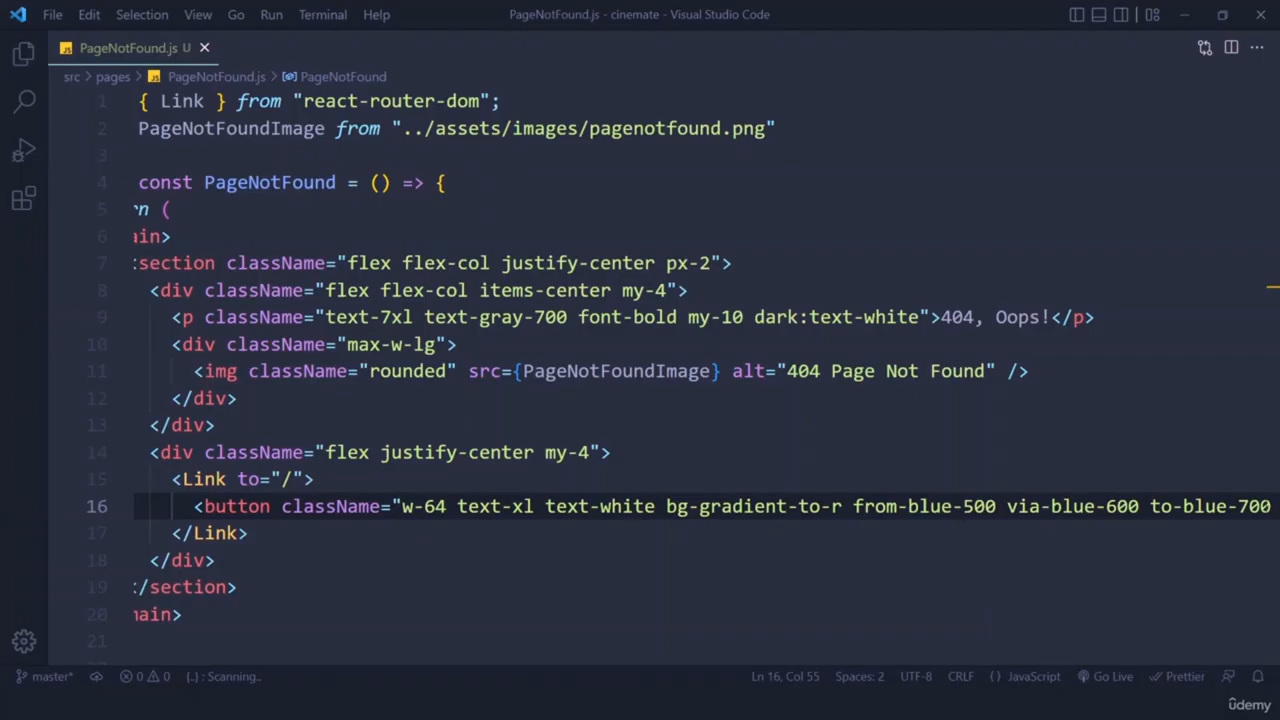 File Edit Selection View Go Run Terminal Help PageNotFound.js - cinemate - Visual Studio Code
JS PageNotFound.js U
src > pages > JS PageNotFound.js > PageNotFound
1 { Link } from "react-router-dom";
2 PageNotFoundImage from "../assets/images/pagenotfound.png"
3
4 const PageNotFound = () => {
5 rn (
6 ain>
7 section className="flex flex-col justify-center px-2">
8 <div className="flex flex-col items-center my-4">
9 <p className="text-7xl text-gray-700 font-bold my-10 dark:text-white">404, Oops!</p>
10 <div className="max-w-lg">
11 <img className="rounded" src={PageNotFoundImage} alt="404 Page Not Found" />
12 </div>
13 </div>
14 <div className="flex justify-center my-4">
15 <Link to="/">
16 <button className="w-64 text-xl text-white bg-gradient-to-r from-blue-500 via-blue-600 to-blue-700
17 </Link>
18 </div>
19 /section>
20 ain>
21
master* 0 0 {..} : Scanning.. Ln 16, Col 55 Spaces: 2 UTF-8 CRLF {} JavaScript Go Live Prettier
ûdemy